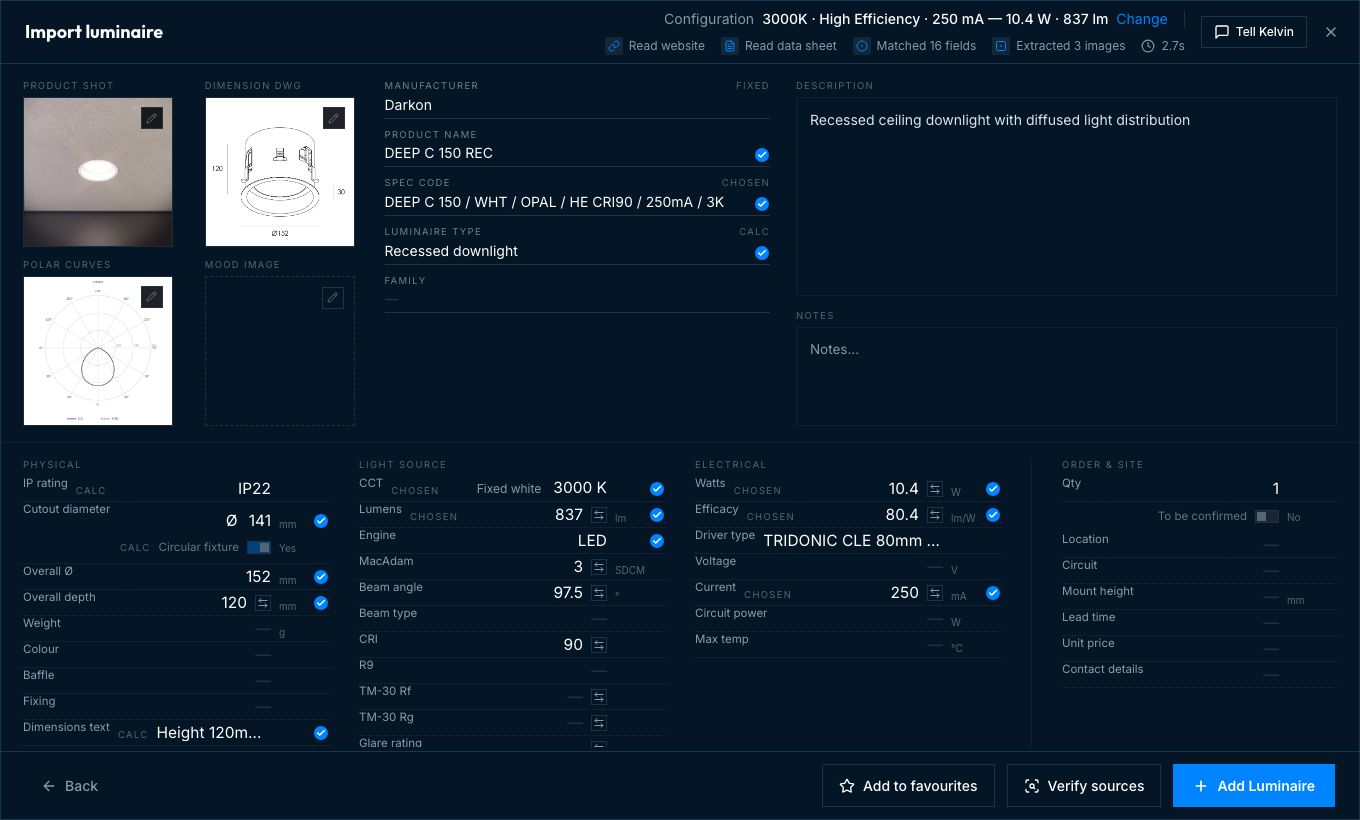 Import luminaire
Configuration 3000K · High Efficiency · 250 mA — 10.4 W · 837 lm Change
Read website
Read data sheet
Matched 16 fields
Extracted 3 images
2.7s
Tell Kelvin
PRODUCT SHOT
DIMENSION DWG
120
30
Ø152
POLAR CURVES
MOOD IMAGE
MANUFACTURER FIXED
Darkon
PRODUCT NAME
DEEP C 150 REC
SPEC CODE CHOSEN
DEEP C 150 / WHT / OPAL / HE CRI90 / 250mA / 3K
LUMINAIRE TYPE CALC
Recessed downlight
FAMILY
—
DESCRIPTION
Recessed ceiling downlight with diffused light distribution
NOTES
Notes...
PHYSICAL
IP rating CALC IP22
Cutout diameter
Ø 141 mm
CALC Circular fixture Yes
Overall Ø 152 mm
Overall depth 120 mm
Weight — g
Colour —
Baffle —
Fixing —
Dimensions text CALC Height 120m...
LIGHT SOURCE
CCT CHOSEN Fixed white 3000 K
Lumens CHOSEN 837 lm
Engine LED
MacAdam 3 SDCM
Beam angle 97.5 °
Beam type —
CRI 90
R9 —
TM-30 Rf —
TM-30 Rg —
Glare rating
ELECTRICAL
Watts CHOSEN 10.4 W
Efficacy CHOSEN 80.4 lm/W
Driver type TRIDONIC CLE 80mm ...
Voltage — V
Current CHOSEN 250 mA
Circuit power — W
Max temp — °C
ORDER & SITE
Qty 1
To be confirmed No
Location —
Circuit —
Mount height — mm
Lead time —
Unit price —
Contact details —
Back
Add to favourites
Verify sources
Add Luminaire